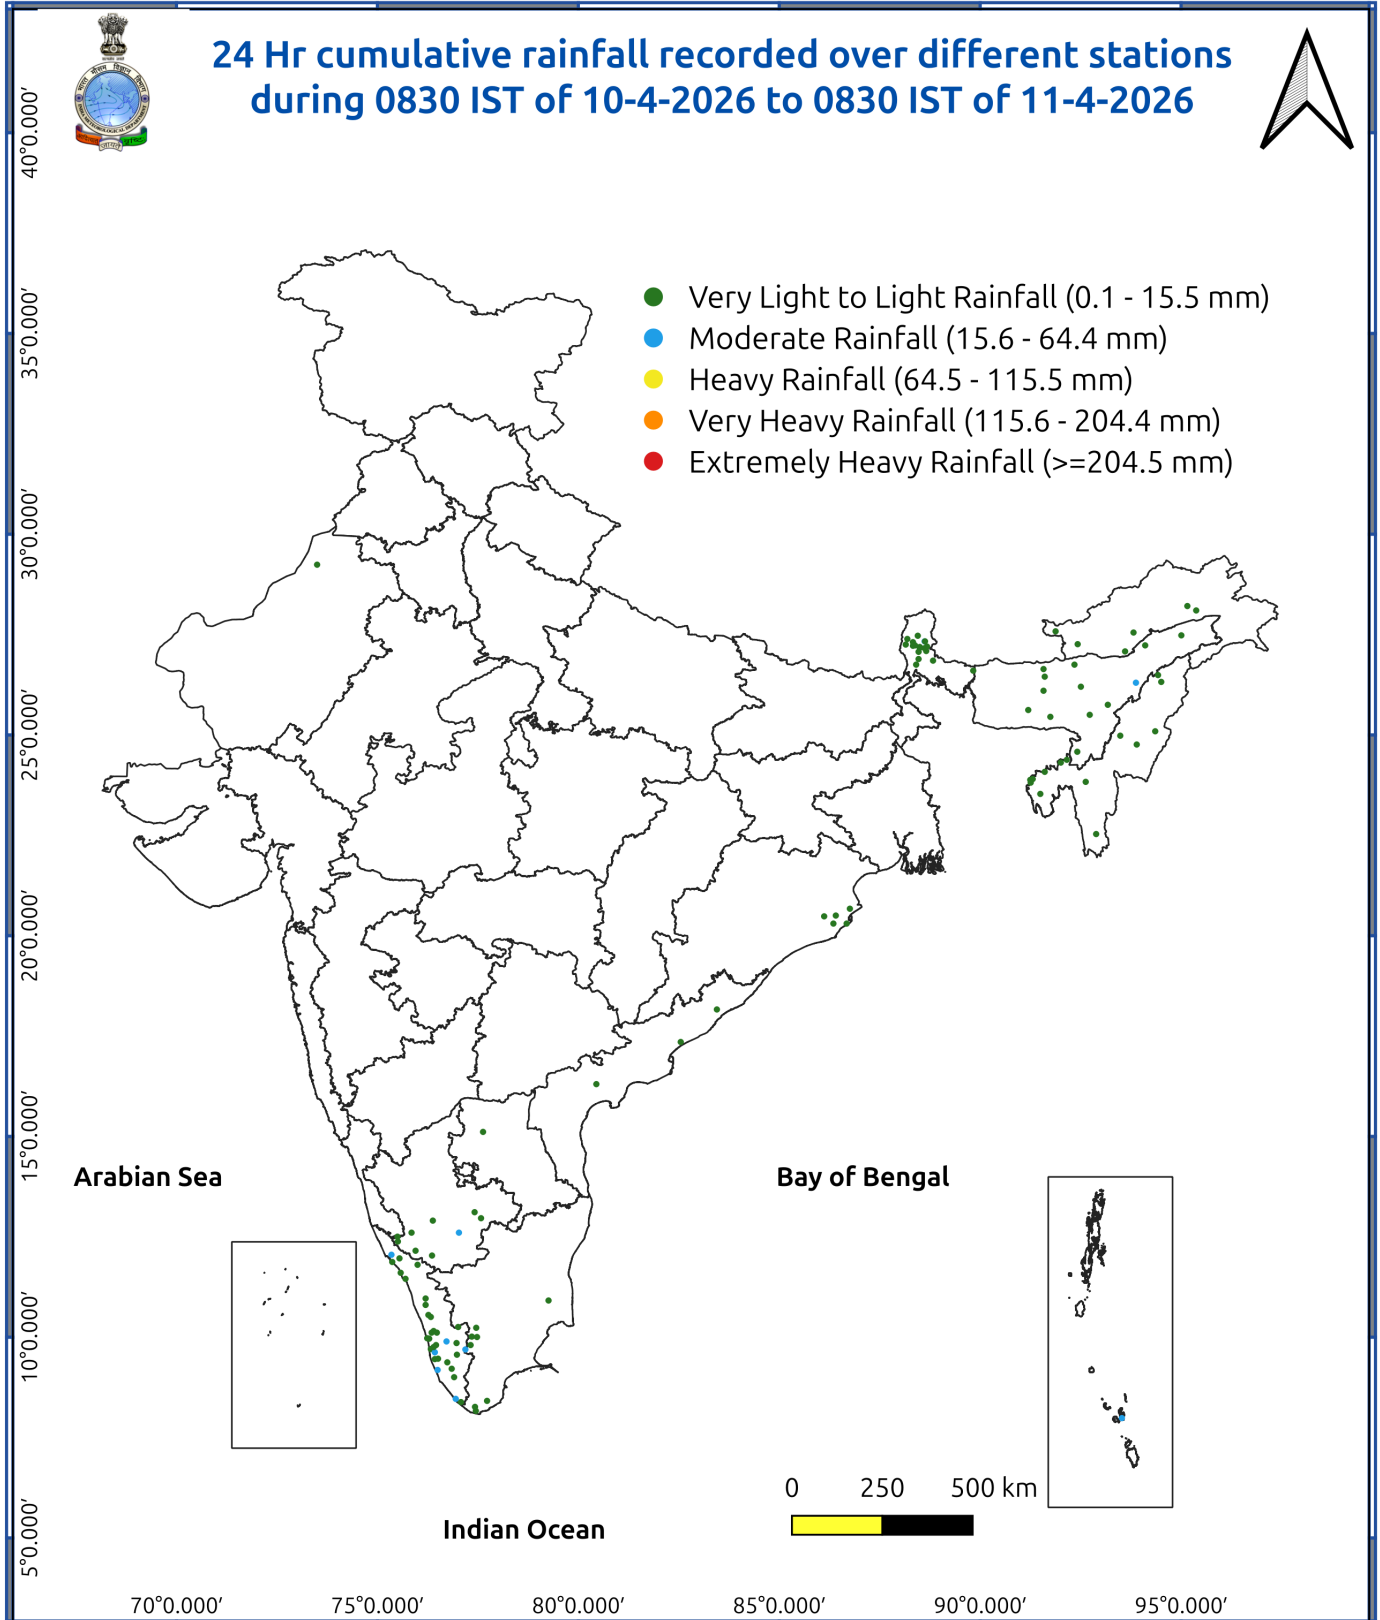 24 Hr cumulative rainfall recorded over different stations
during 0830 IST of 10-4-2026 to 0830 IST of 11-4-2026
40°0.000′
35°0.000′
30°0.000′
25°0.000′
20°0.000′
15°0.000′
10°0.000′
5°0.000′
Very Light to Light Rainfall (0.1 - 15.5 mm)
Moderate Rainfall (15.6 - 64.4 mm)
Heavy Rainfall (64.5 - 115.5 mm)
Very Heavy Rainfall (115.6 - 204.4 mm)
Extremely Heavy Rainfall (>=204.5 mm)
Arabian Sea
Bay of Bengal
0 250 500 km
Indian Ocean
70°0.000′ 75°0.000′ 80°0.000′ 85°0.000′ 90°0.000′ 95°0.000′